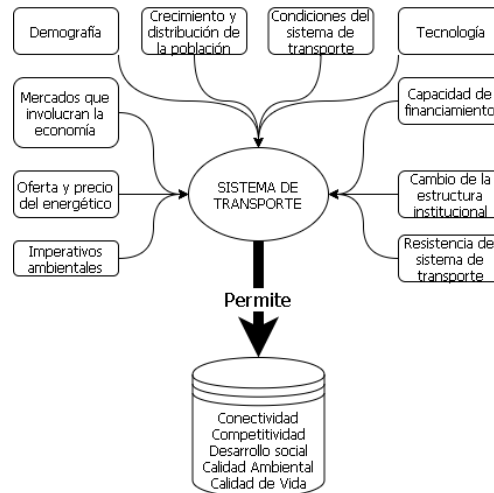 Demografía
Crecimiento y
distribución de
la población
Condiciones del
sistema de
transporte
Tecnología
Mercados que
involucran la
economía
Capacidad de
financiamiento
Oferta y precio
del energético
SISTEMA DE
TRANSPORTE
Cambio de la
estructura
institucional
Imperativos
ambientales
Resistencia del
sistema de
transporte
Permite
Conectividad
Competitividad
Desarrollo social
Calidad Ambiental
Calidad de Vida